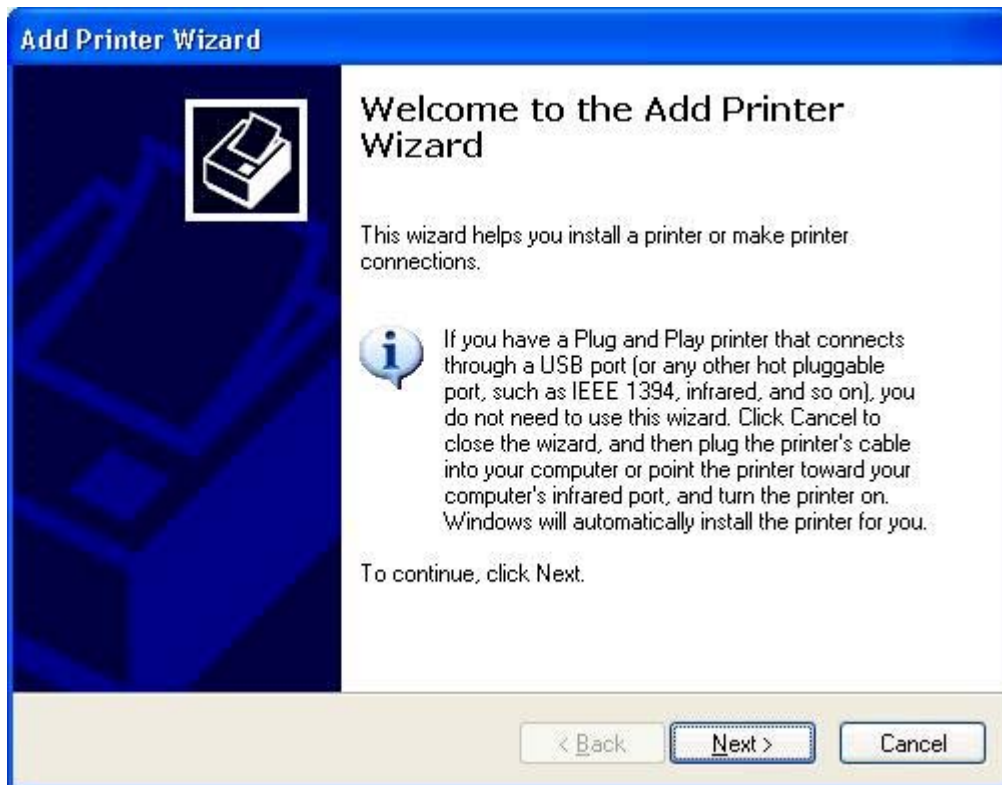 Add Printer Wizard
Welcome to the Add Printer
Wizard
This wizard helps you install a printer or make printer
connections.
If you have a Plug and Play printer that connects
through a USB port (or any other hot pluggable
port, such as IEEE 1394, infrared, and so on), you
do not need to use this wizard. Click Cancel to
close the wizard, and then plug the printer's cable
into your computer or point the printer toward your
computer's infrared port, and turn the printer on.
Windows will automatically install the printer for you.
To continue, click Next.
< Back Next > Cancel